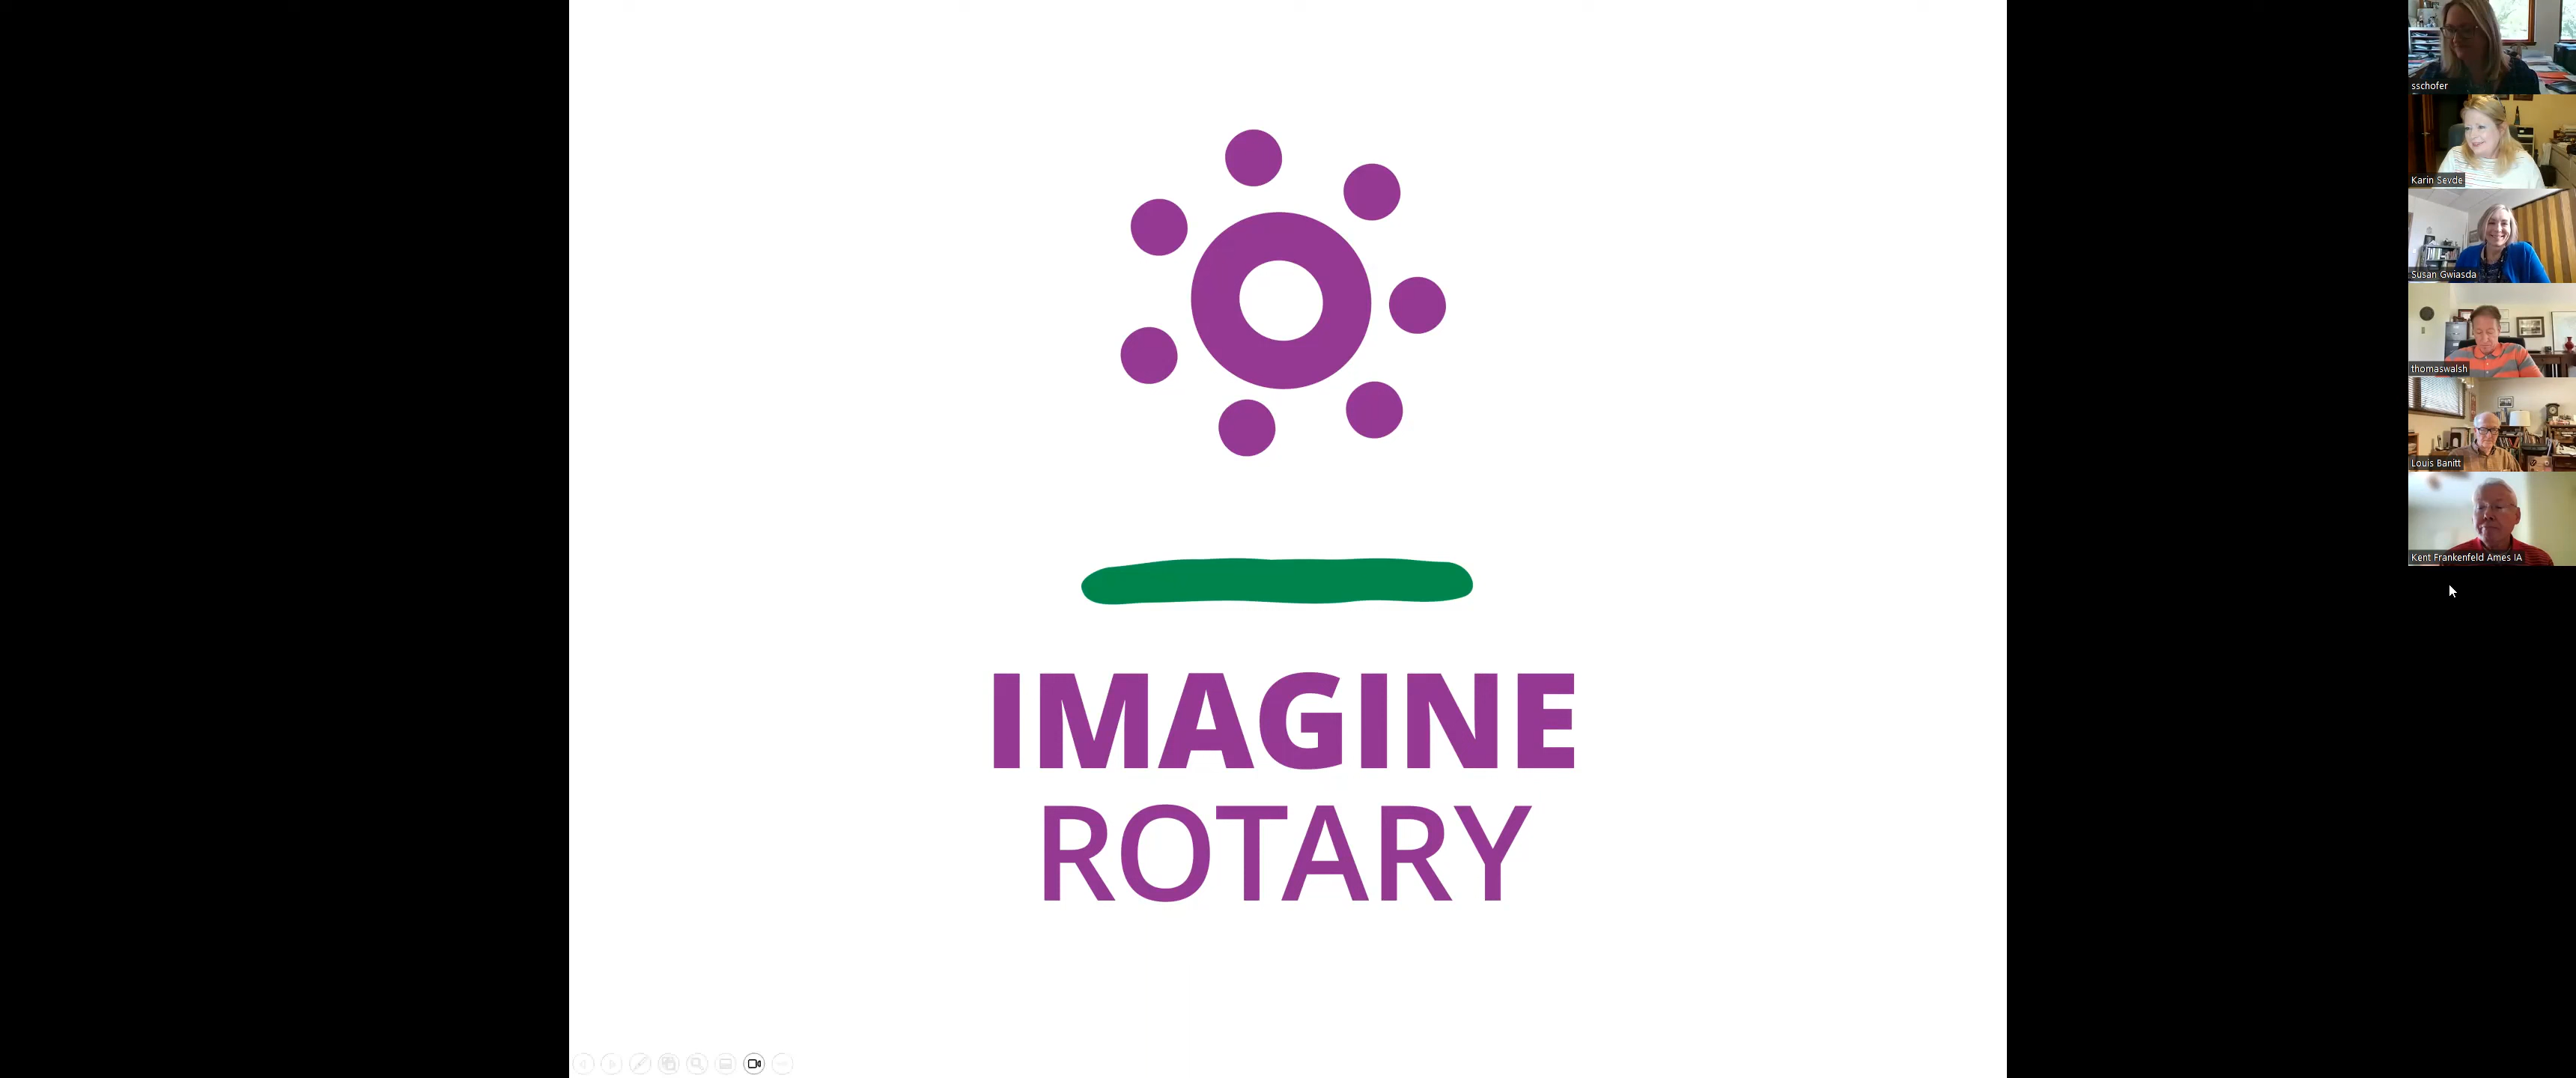 IMAGINE
ROTARY
sschofer
Karin Sevde
Susan Gwiasda
thomaswalsh
Louis Banitt
Kent Frankenfeld Ames IA